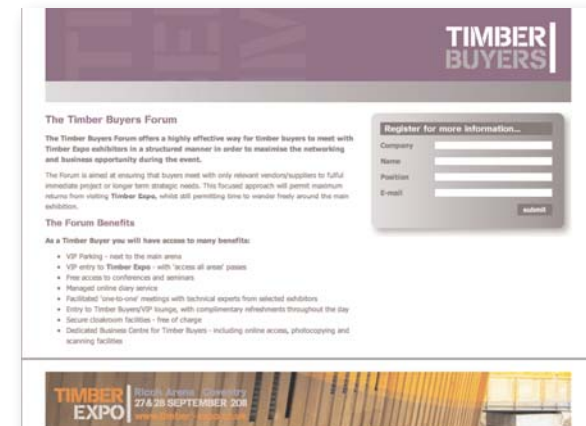 TIMBER
BUYERS
The Timber Buyers Forum
The Timber Buyers Forum offers a highly effective way for timber buyers to meet with
Timber Expo exhibitors in a structured manner in order to maximise the networking
and business opportunity during the event.
The Forum is aimed at ensuring that buyers meet with only relevant vendors/suppliers to fulful
immediate project or longer term strategic needs. This focused approach will permit maximum
returns from visiting Timber Expo, whilst still permitting time to wander freely around the main
exhibition.
The Forum Benefits
As a Timber Buyer you will have access to many benefits:
• VIP Parking - next to the main arena
• VIP entry to Timber Expo - with 'access all areas' passes
• Free access to conferences and seminars
• Managed online diary service
• Facilitated 'one-to-one' meetings with technical experts from selected exhibitors
• Entry to Timber Buyers/VIP lounge, with complimentary refreshments throughout the day
• Secure cloakroom facilities - free of charge
• Dedicated Business Centre for Timber Buyers - including online access, photocopying and
scanning facilities
Register for more information...
Company
Name
Position
E-mail
submit
TIMBER
EXPO
Ricoh Arena Coventry
27&28 SEPTEMBER 2011